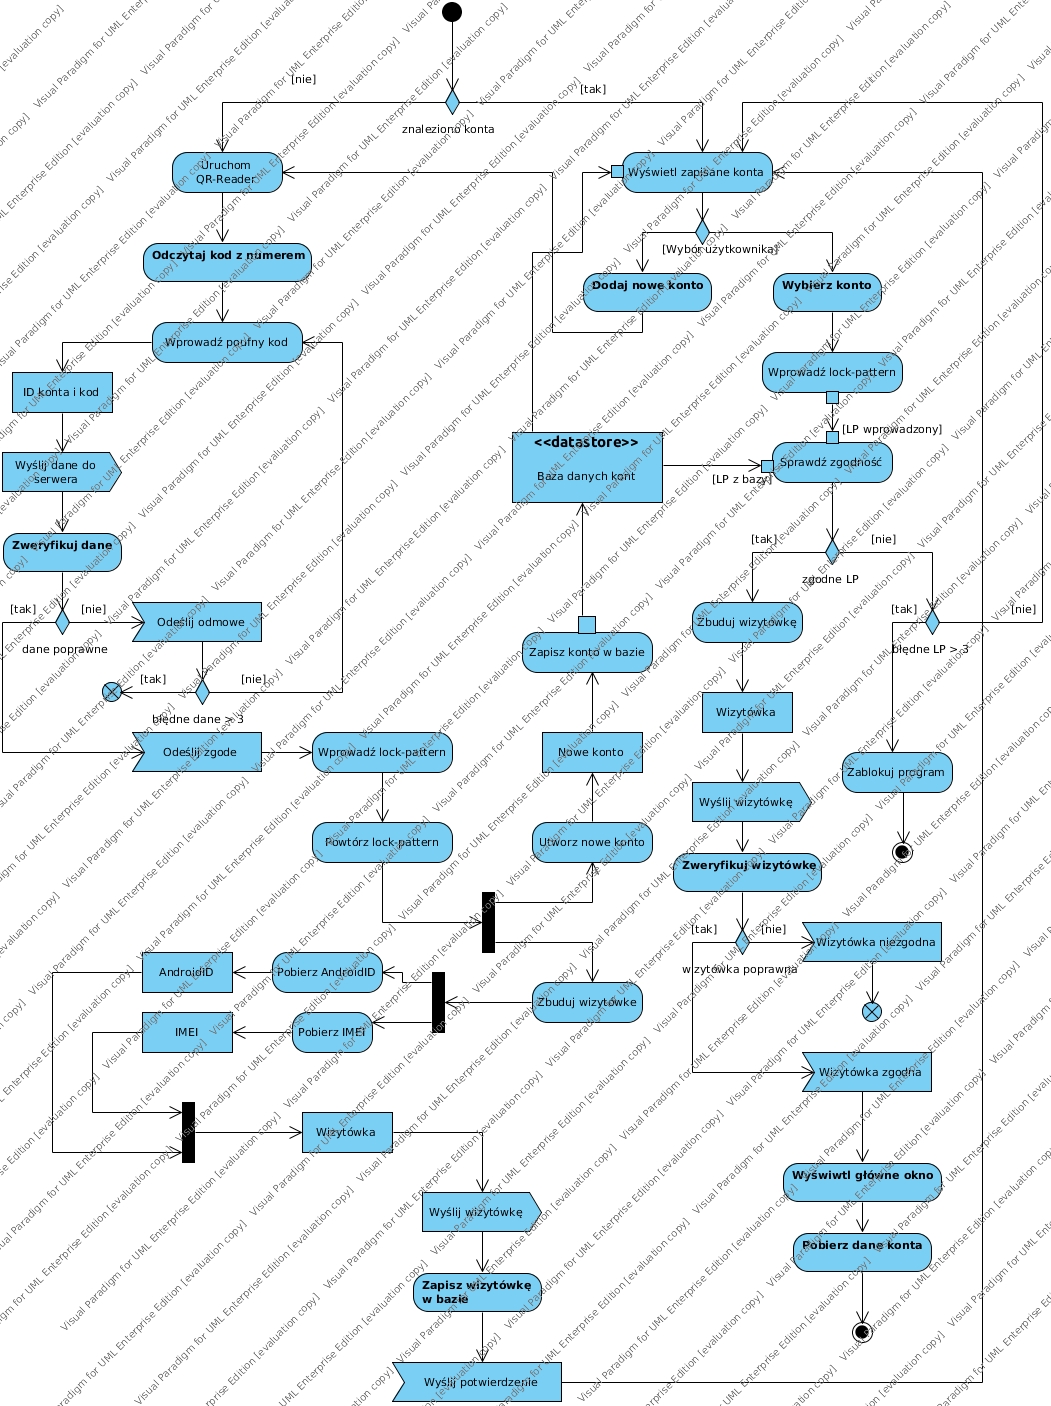 [nie]
[tak]
znaleziono konta
Uruchom
QR-Reader
Wyświetl zapisane konta
Odczytaj kod z numerem
[Wybór użytkownika]
Dodaj nowe konto
Wybierz konto
Wprowadź poufny kod
Wprowadź lock-pattern
ID konta i kod
[LP wprowadzony]
<<datastore>>
Baza danych kont
Sprawdź zgodność
[LP z bazy]
Wyślij dane do
serwera
Zweryfikuj dane
[tak]
[nie]
zgodne LP
[tak]
[nie]
dane poprawne
Odeślij odmowe
Zbuduj wizytówkę
[tak]
[nie]
błędne LP > 3
Zapisz konto w bazie
[tak]
[nie]
błędne dane > 3
Wizytówka
Odeślij zgode
Wprowadź lock-pattern
Nowe konto
Zablokuj program
Wyślij wizytówkę
Powtórz lock-pattern
Utworz nowe konto
Zweryfikuj wizytówkę
[tak]
[nie]
wizytówka poprawna
Wizytówka niezgodna
AndroidID
Pobierz AndroidID
Zbuduj wizytówke
IMEI
Pobierz IMEI
Wizytówka zgodna
Wizytówka
Wyświwtl główne okno
Wyślij wizytówkę
Pobierz dane konta
Zapisz wizytówkę
w bazie
Wyślij potwierdzenie
Visual Paradigm for UML Enterprise Edition [evaluation copy]